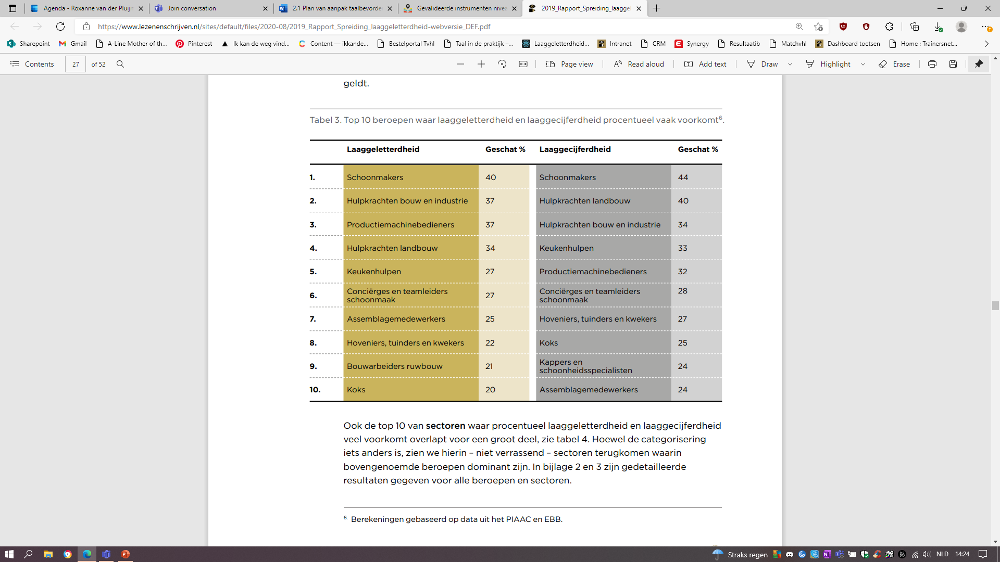 Agenda - Roxanne van der Pluijm
Join conversation
2.1 Plan van aanpak taalbevorde
Gevalideerde instrumenten nivea
2019_Rapport_Spreiding_laaggel
https://www.lezenenschrijven.nl/sites/default/files/2020-08/2019_Rapport_Spreiding_laaggeletterdheid-webversie_DEF.pdf
Sharepoint
Gmail
A-Line Mother of th...
Pinterest
Ik kan de weg vind...
Content — ikkande...
Bestelportal Tvhl
Taal in de praktijk –...
Laaggeletterdheid...
Intranet
CRM
Synergy
Resultaatib
Matchvhl
Dashboard toetsen
Home : Trainersnet...
Contents 27 of 52
Page view
Read aloud
Add text
Draw
Highlight
Erase
geldt.
Tabel 3. Top 10 beroepen waar laaggeletterdheid en laaggecijferdheid procentueel vaak voorkomt⁶.
Laaggeletterdheid Geschat % Laaggecijferdheid Geschat %
1. Schoonmakers 40 Schoonmakers 44
2. Hulpkrachten bouw en industrie 37 Hulpkrachten landbouw 40
3. Productiemachinebedieners 37 Hulpkrachten bouw en industrie 34
4. Hulpkrachten landbouw 34 Keukenhulpen 33
5. Keukenhulpen 27 Productiemachinebedieners 32
6. Conciërges en teamleiders
schoonmaak 27 Conciërges en teamleiders
schoonmaak 28
7. Assemblagemedewerkers 25 Hoveniers, tuinders en kwekers 27
8. Hoveniers, tuinders en kwekers 22 Koks 25
9. Bouwarbeiders ruwbouw 21 Kappers en
schoonheidsspecialisten 24
10. Koks 20 Assemblagemedewerkers 24
Ook de top 10 van sectoren waar procentueel laaggeletterdheid en laaggecijferdheid
veel voorkomt overlapt voor een groot deel, zie tabel 4. Hoewel de categorisering
iets anders is, zien we hierin – niet verrassend – sectoren terugkomen waarin
bovengenoemde beroepen dominant zijn. In bijlage 2 en 3 zijn gedetailleerde
resultaten gegeven voor alle beroepen en sectoren.
6. Berekeningen gebaseerd op data uit het PIAAC en EBB.
Straks regen
NLD
14:24